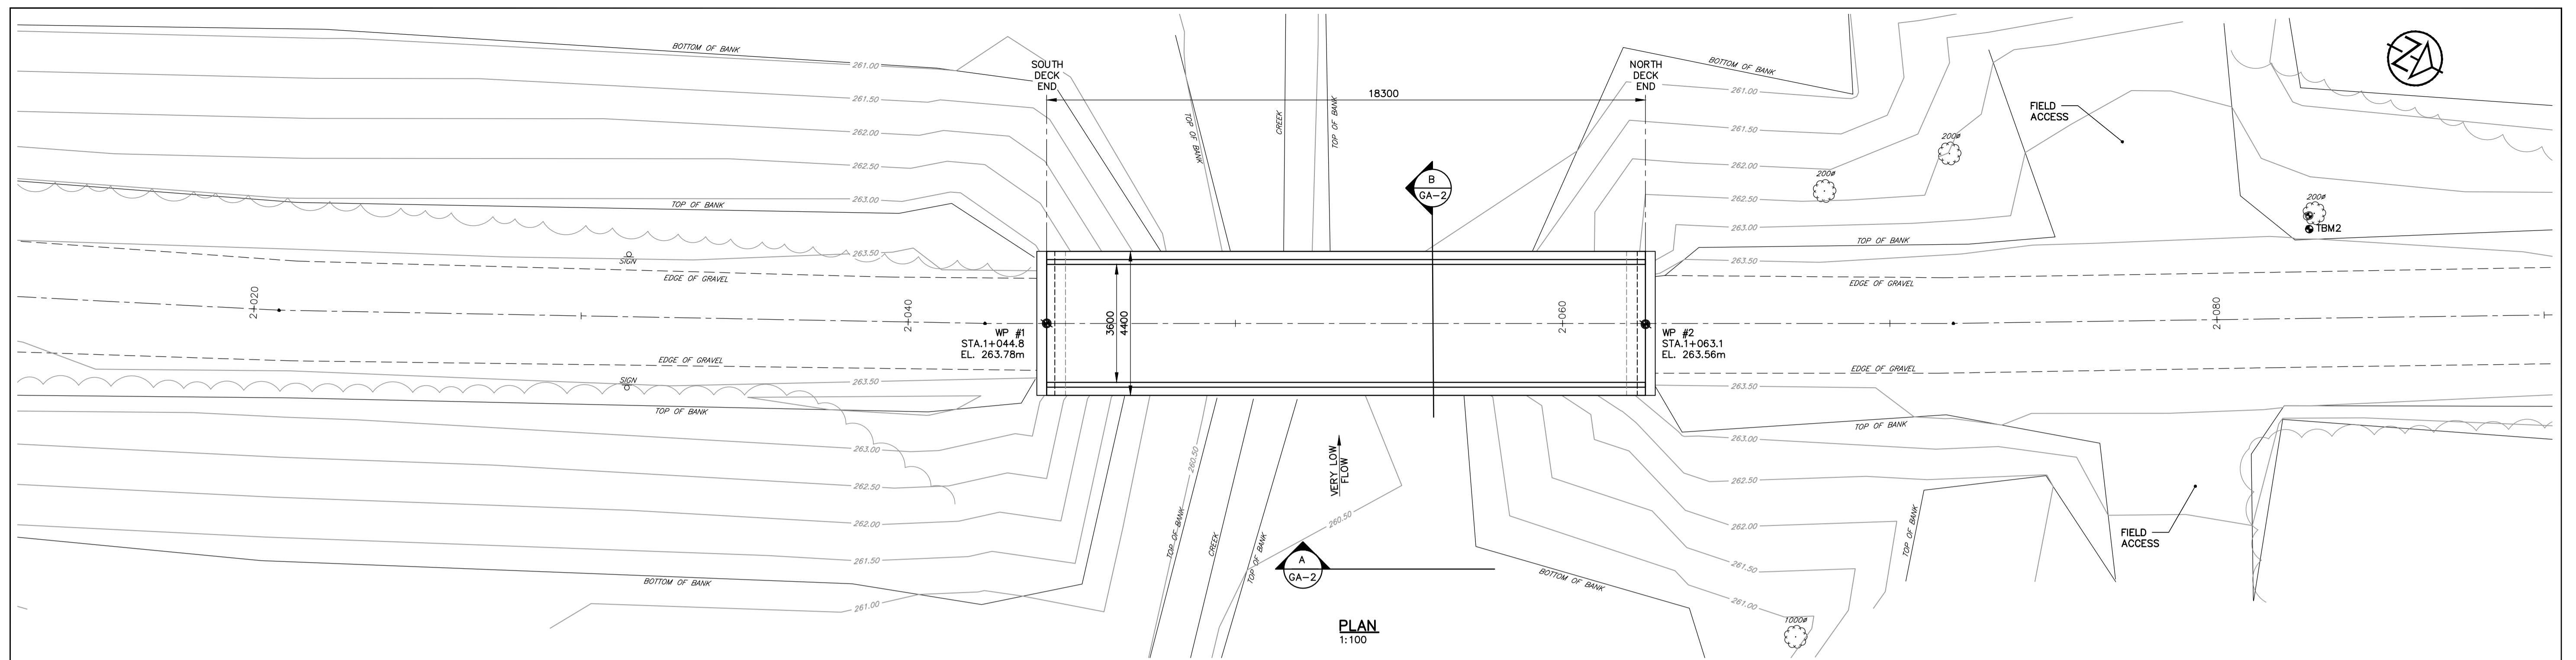 BOTTOM OF BANK
261.00
261.50
262.00
262.50
263.00
TOP OF BANK
263.50
SIGN
EDGE OF GRAVEL
2+020
2+040
SOUTH
DECK
END
18300
NORTH
DECK
END
TOP OF BANK
CREEK
TOP OF BANK
B
GA-2
3600
4400
WP #1
STA.1+044.8
EL. 263.78m
2+060
WP #2
STA.1+063.1
EL. 263.56m
BOTTOM OF BANK
261.00
261.50
262.00
262.50
263.00
TOP OF BANK
263.50
EDGE OF GRAVEL
200ø
200ø
FIELD
ACCESS
200ø
TBM2
N
2+080
EDGE OF GRAVEL
SIGN
263.50
TOP OF BANK
263.00
262.50
262.00
261.50
BOTTOM OF BANK
261.00
260.50
TOP OF BANK
CREEK
TOP OF BANK
VERY LOW
FLOW
260.50
A
GA-2
EDGE OF GRAVEL
263.50
TOP OF BANK
263.00
262.50
262.00
261.50
261.00
BOTTOM OF BANK
1000ø
TOP OF BANK
FIELD
ACCESS
PLAN
1:100